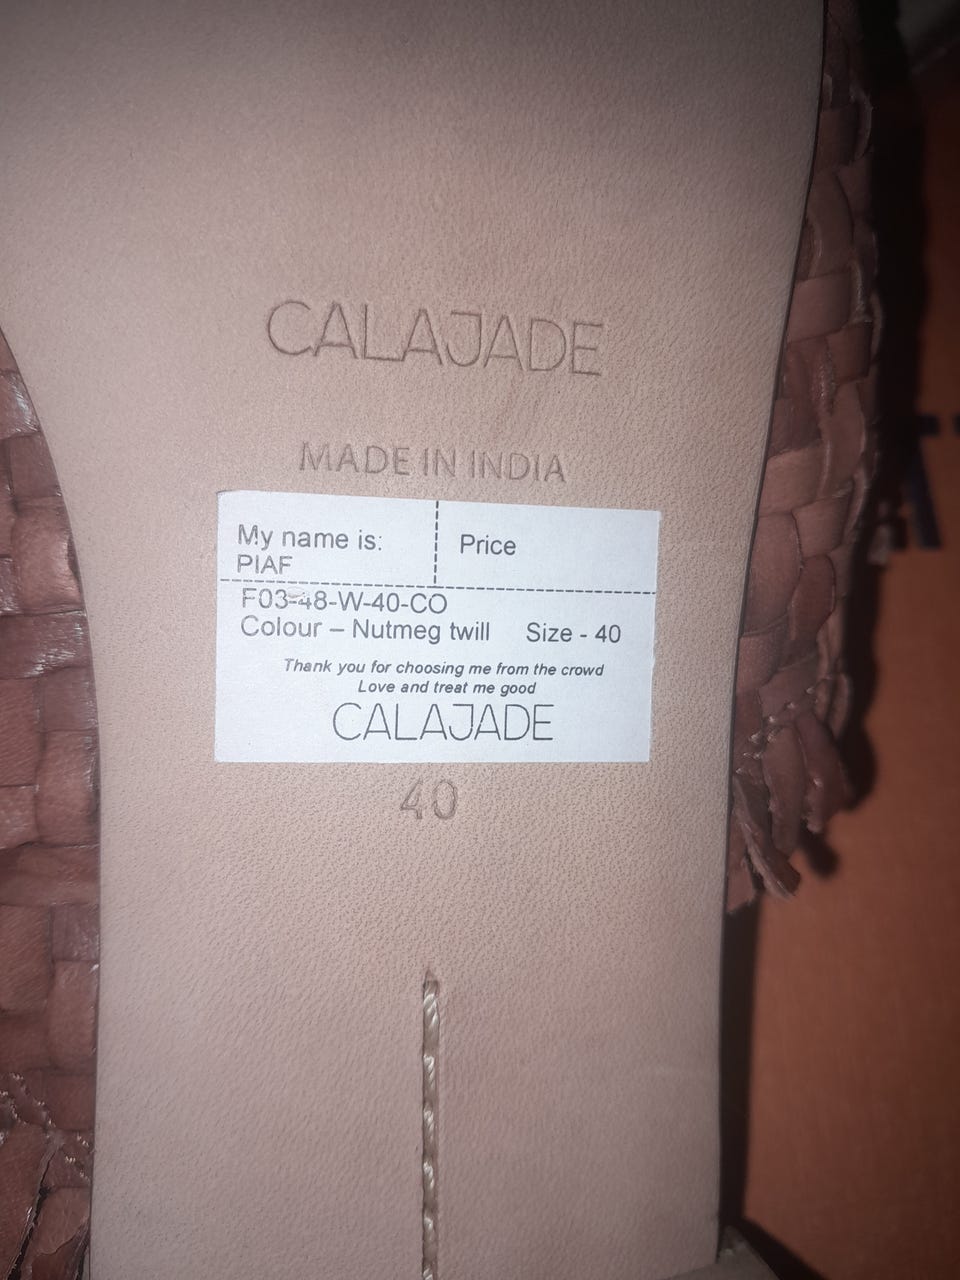 CALAJADE
MADE IN INDIA
My name is:
PIAF
Price
F03-48-W-40-CO
Colour – Nutmeg twill Size - 40
Thank you for choosing me from the crowd
Love and treat me good
CALAJADE
40